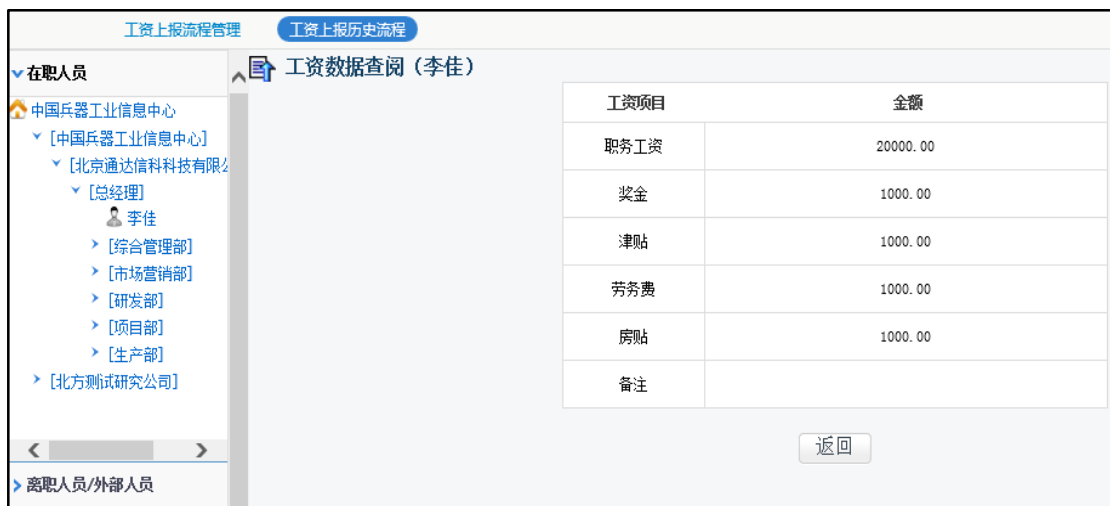 工资上报流程管理 工资上报历史流程
在职人员
中国兵器工业信息中心
[中国兵器工业信息中心]
[北京通达信科科技有限公
[总经理]
李佳
[综合管理部]
[市场营销部]
[研发部]
[项目部]
[生产部]
[北方测试研究公司]
离职人员/外部人员
工资数据查阅（李佳）
工资项目 金额
职务工资 20000.00
奖金 1000.00
津贴 1000.00
劳务费 1000.00
房贴 1000.00
备注
返回